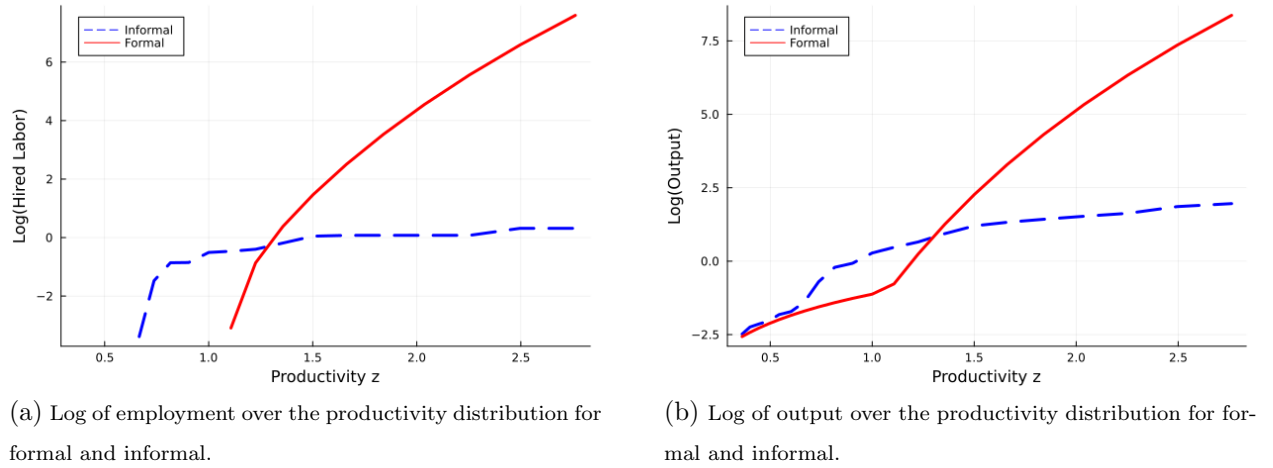 Informal
Formal
6
4
2
0
−2
Log(Hired Labor)
0.5 1.0 1.5 2.0 2.5
Productivity z
(a) Log of employment over the productivity distribution for
formal and informal.
Informal
Formal
7.5
5.0
2.5
0.0
−2.5
Log(Output)
0.5 1.0 1.5 2.0 2.5
Productivity z
(b) Log of output over the productivity distribution for for-
mal and informal.